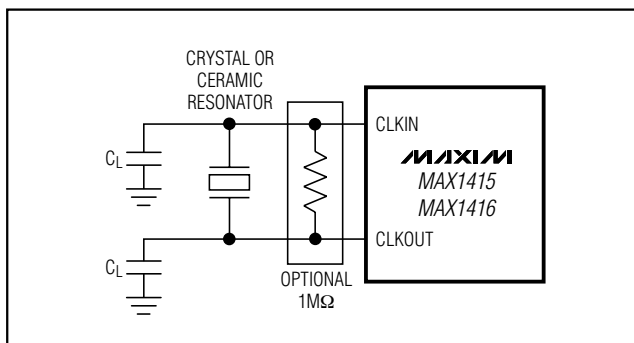 CRYSTAL OR
CERAMIC
RESONATOR
CLKIN
CL
MAXIM
MAX1415
MAX1416
CLKOUT
CL
OPTIONAL
1MΩ